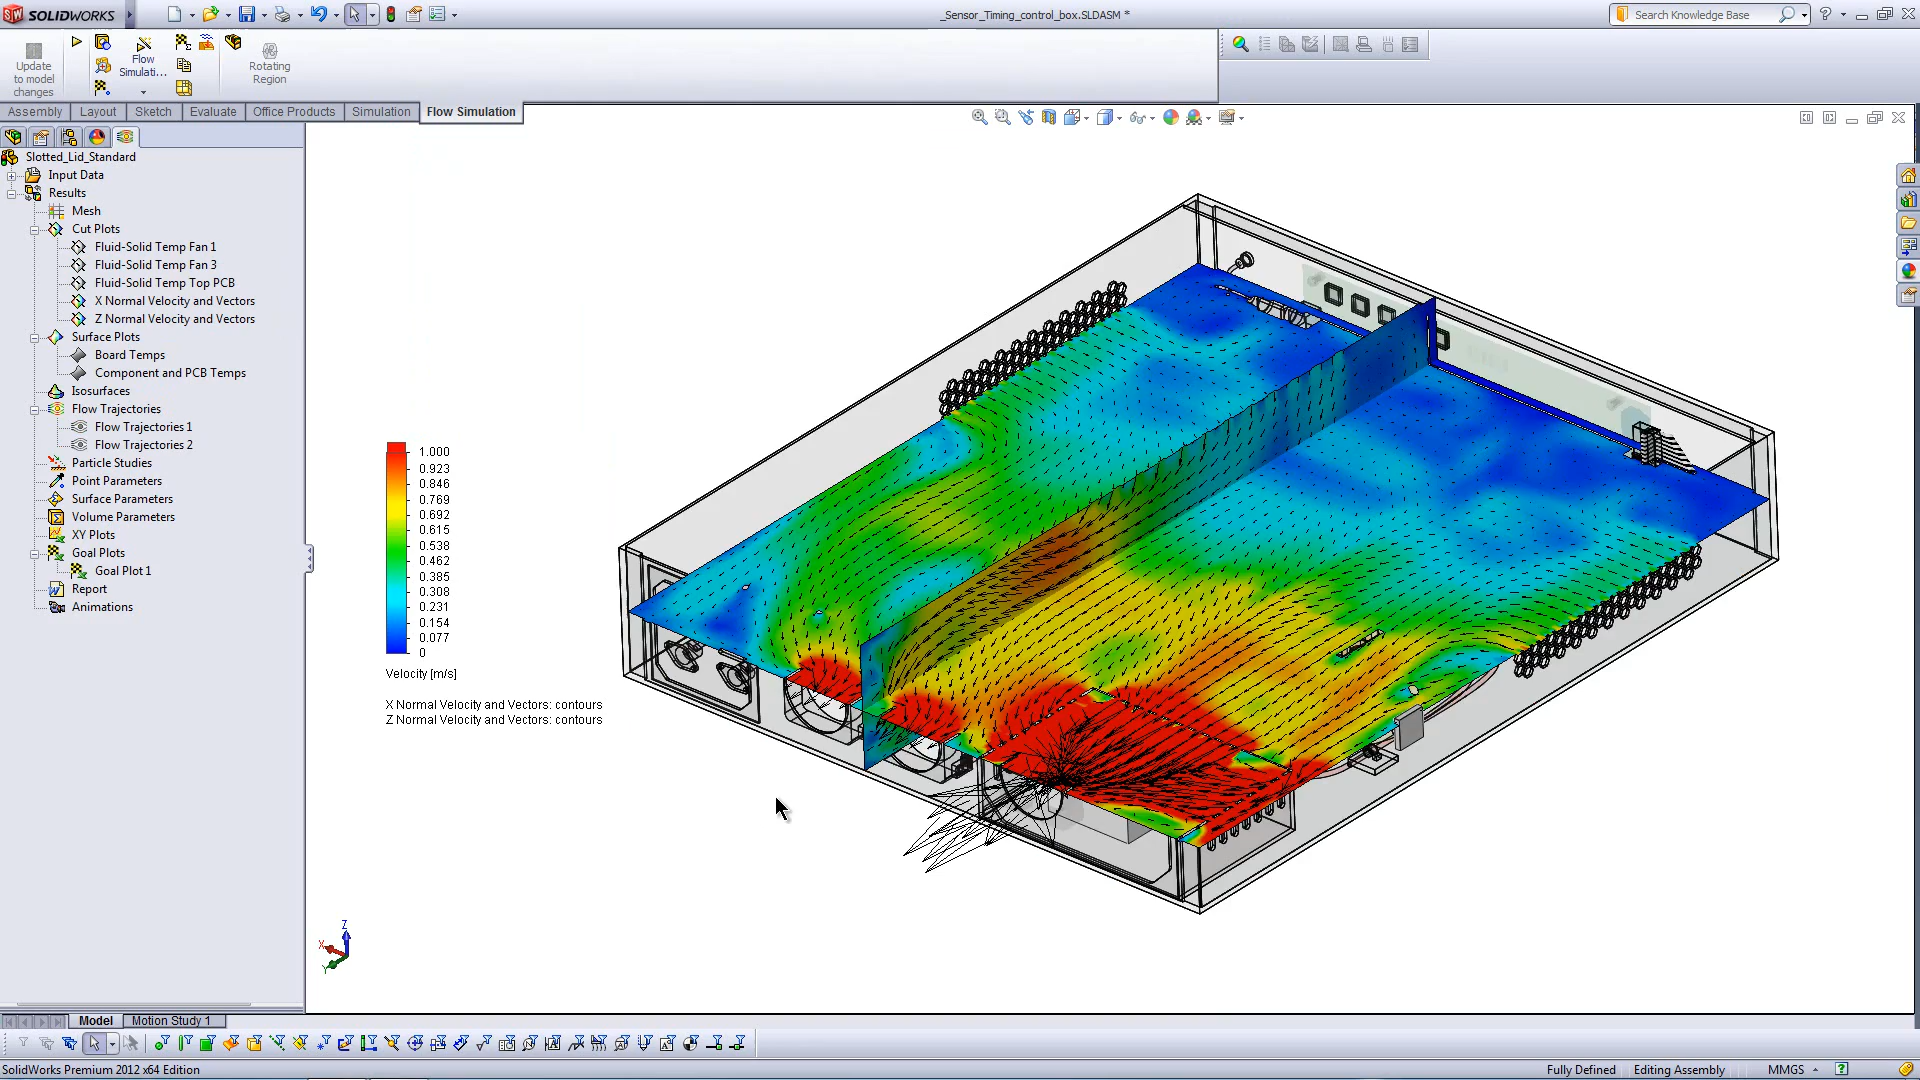 SOLIDWORKS
_Sensor_Timing_control_box.SLDASM *
Search Knowledge Base
Update
to model
changes
Flow
Simulati...
Rotating
Region
Assembly
Layout
Sketch
Evaluate
Office Products
Simulation
Flow Simulation
Slotted_Lid_Standard
Input Data
Results
Mesh
Cut Plots
Fluid-Solid Temp Fan 1
Fluid-Solid Temp Fan 3
Fluid-Solid Temp Top PCB
X Normal Velocity and Vectors
Z Normal Velocity and Vectors
Surface Plots
Board Temps
Component and PCB Temps
Isosurfaces
Flow Trajectories
Flow Trajectories 1
Flow Trajectories 2
Particle Studies
Point Parameters
Surface Parameters
Volume Parameters
XY Plots
Goal Plots
Goal Plot 1
Report
Animations
1.000
0.923
0.846
0.769
0.692
0.615
0.538
0.462
0.385
0.308
0.231
0.154
0.077
0
Velocity [m/s]
X Normal Velocity and Vectors: contours
Z Normal Velocity and Vectors: contours
Z
X
Y
Model
Motion Study 1
SolidWorks Premium 2012 x64 Edition
Fully Defined
Editing Assembly
MMGS